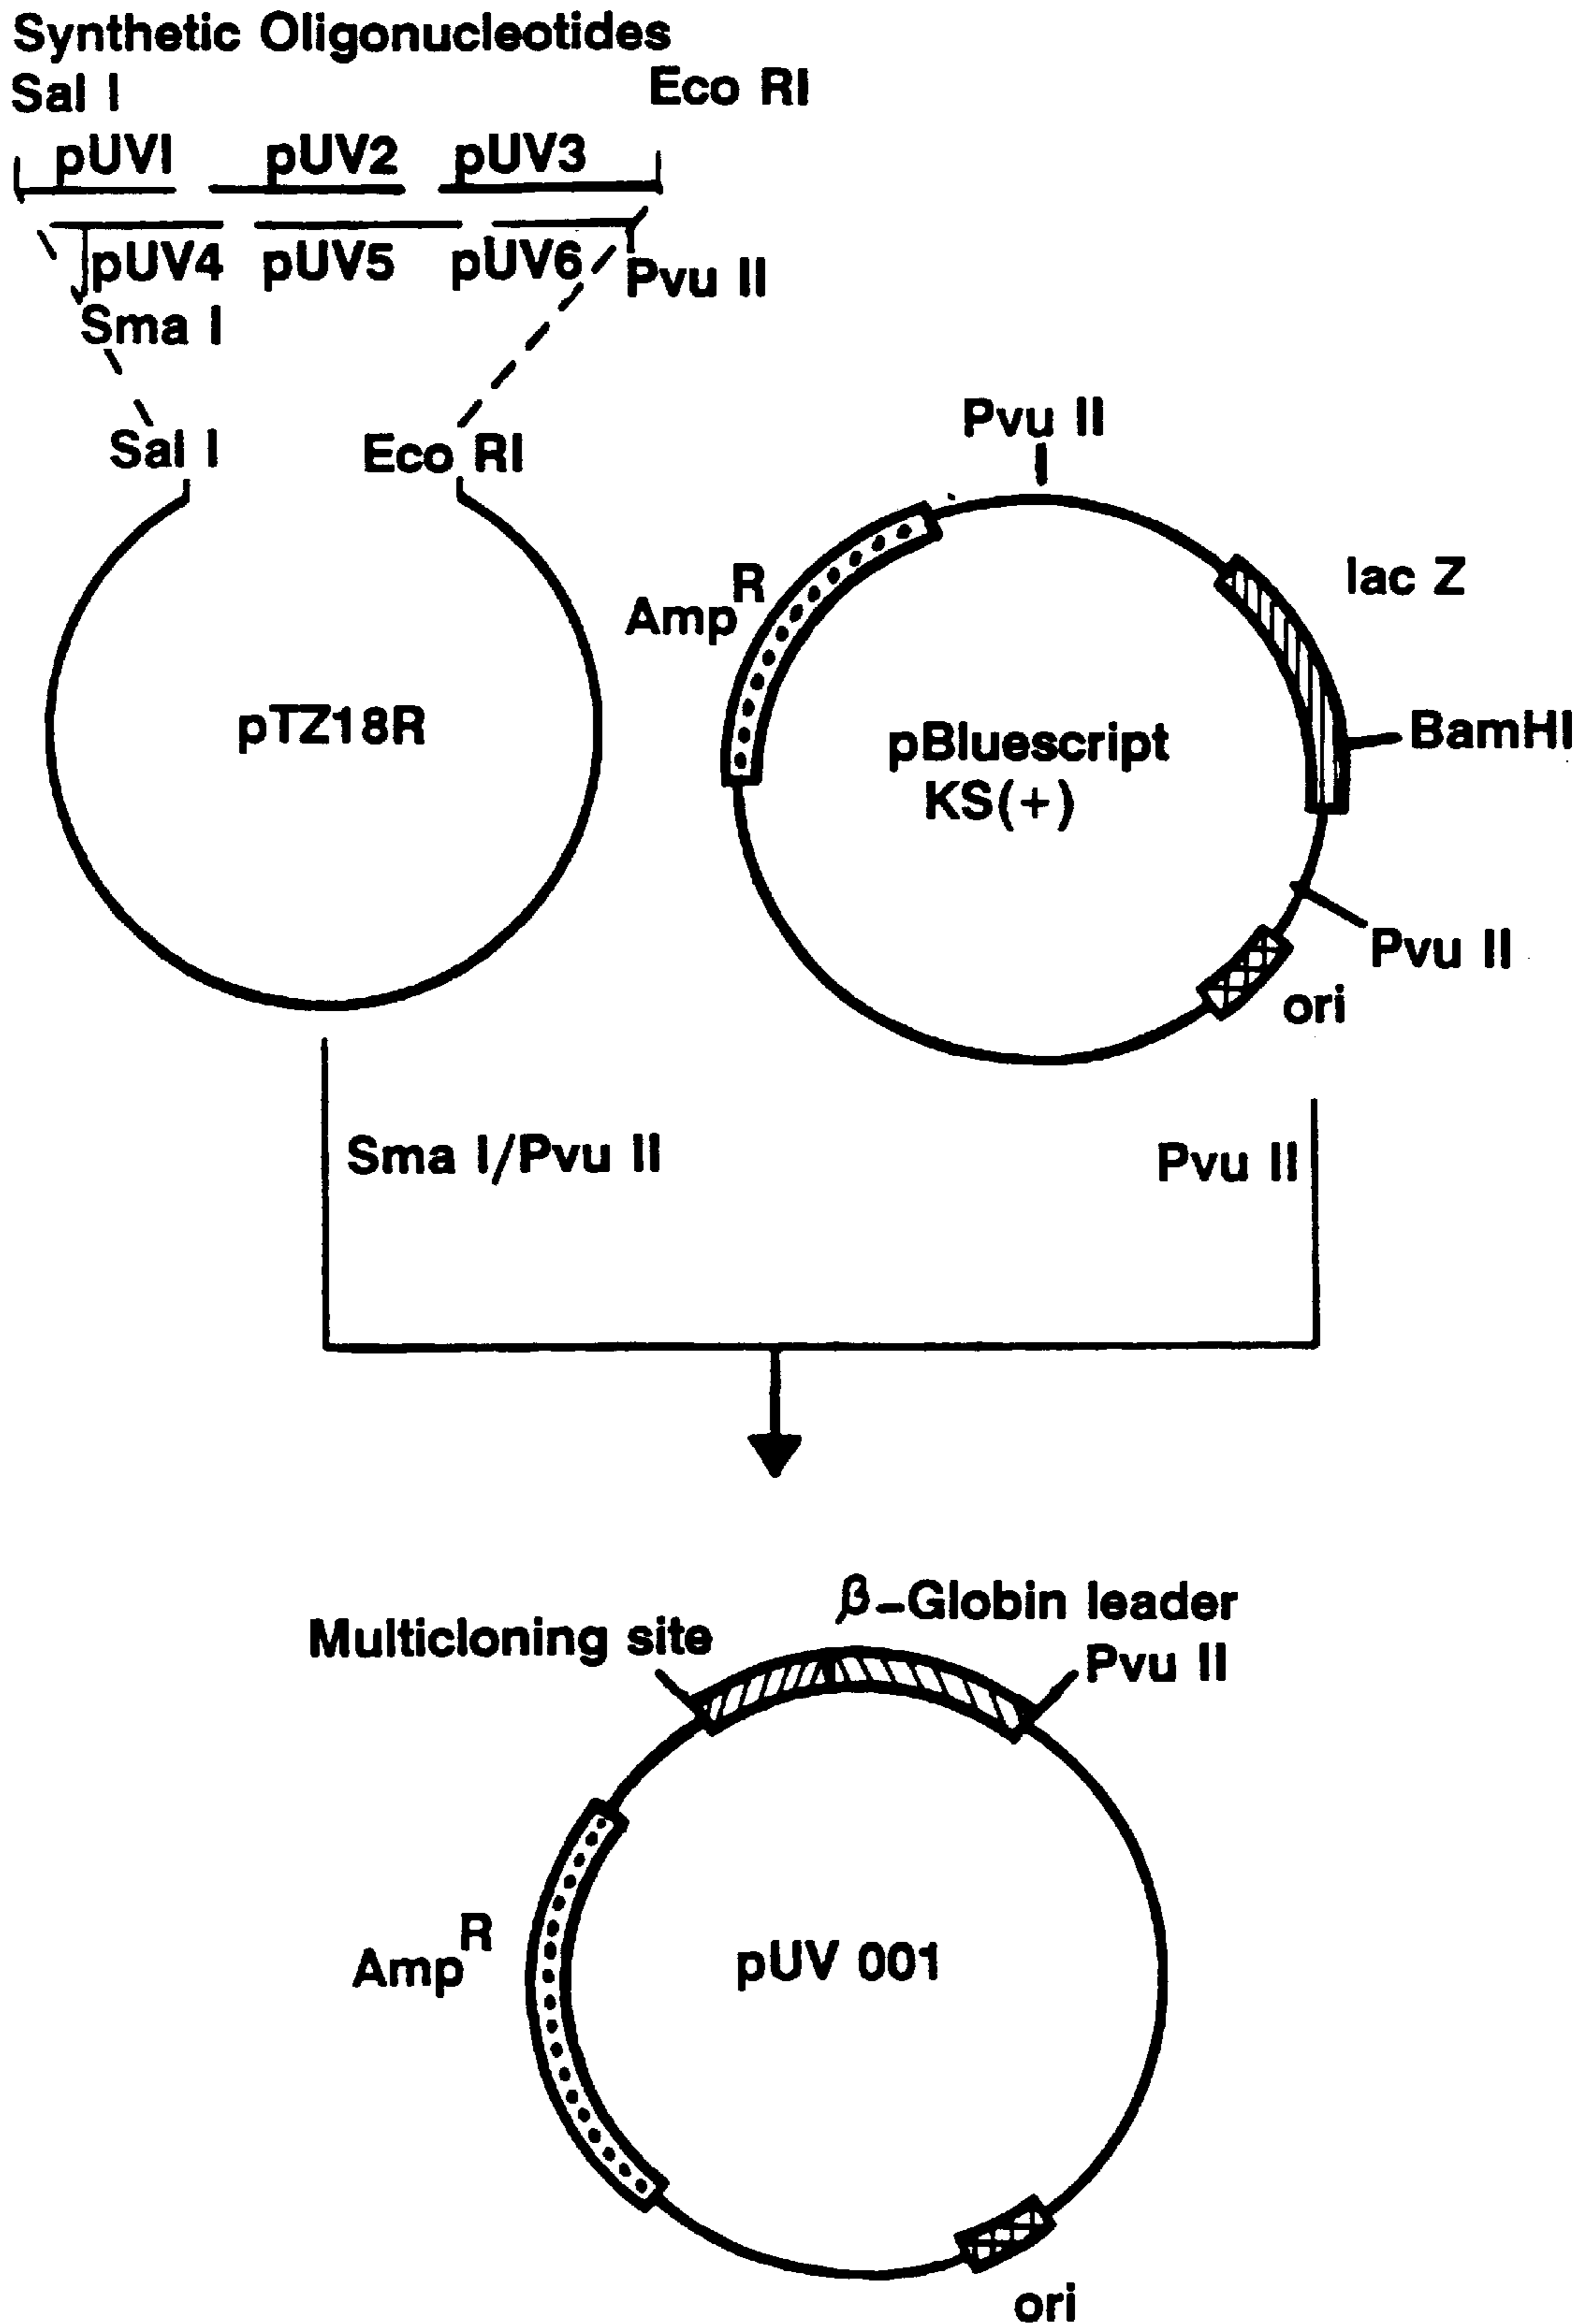 Synthetic Oligonucleotides
Sal I
Eco RI
pUVI
pUV2
pUV3
pUV4
pUV5
pUV6
Pvu II
Sma I
Sal I
Eco RI
pTZ18R
Pvu II
Amp R
lac Z
BamHI
pBluescript
KS(+)
Pvu II
ori
Sma I/Pvu II
Pvu II
β-Globin leader
Multicloning site
Pvu II
Amp R
pUV 001
ori